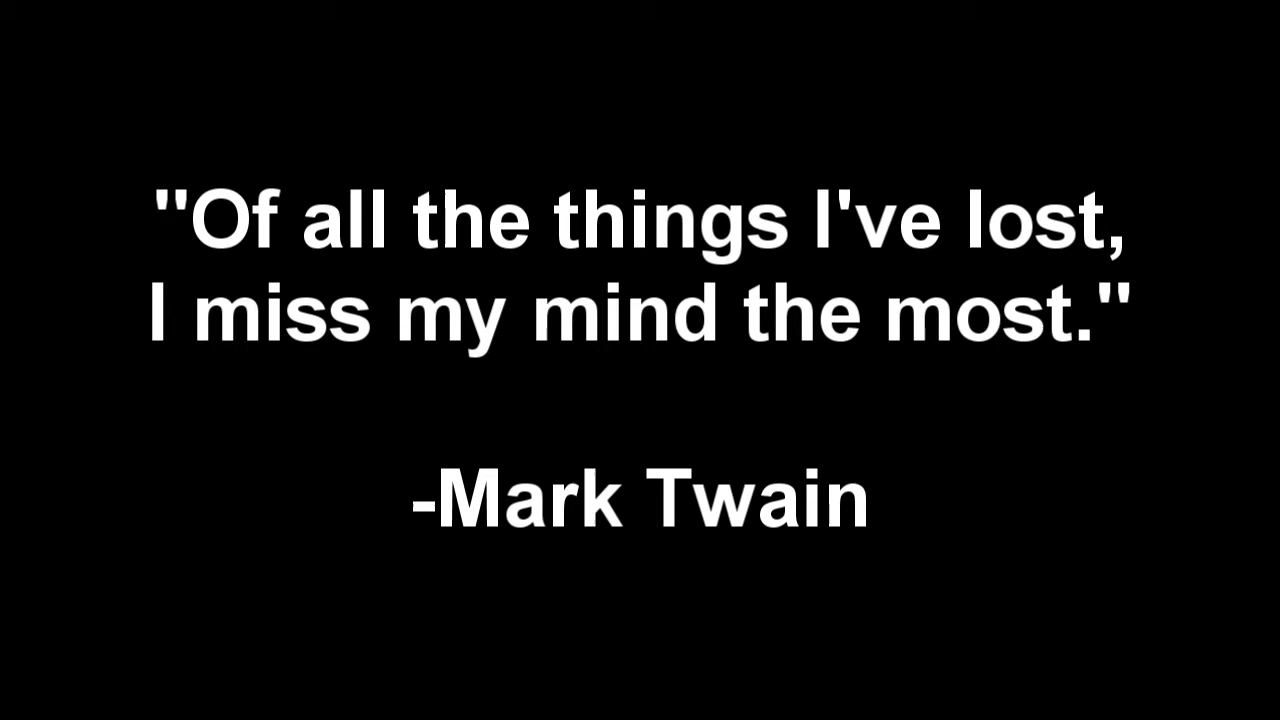 "Of all the things I've lost,
I miss my mind the most."
-Mark Twain